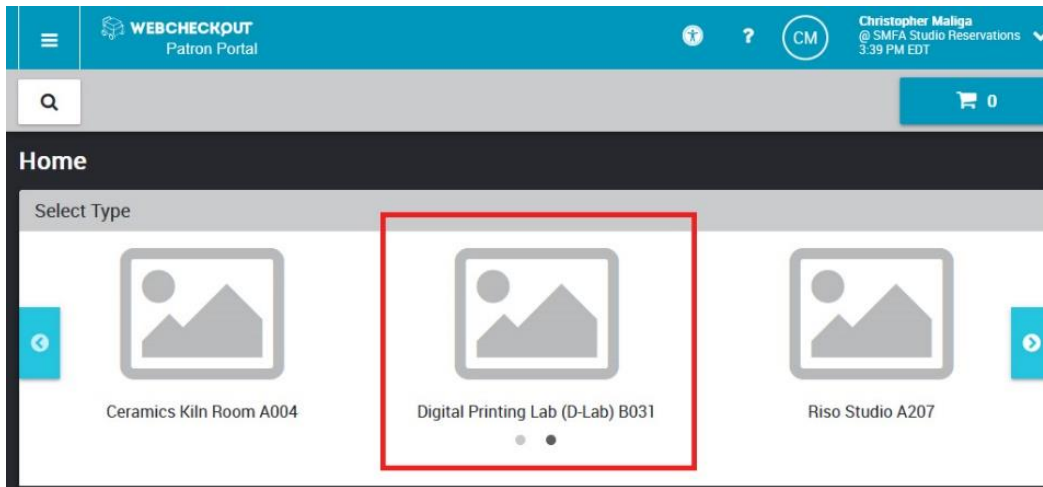 WEBCHECKOUT
Patron Portal
?
CM
Christopher Maliga
@ SMFA Studio Reservations
3:39 PM EDT
0
Home
Select Type
Ceramics Kiln Room A004
Digital Printing Lab (D-Lab) B031
Riso Studio A207